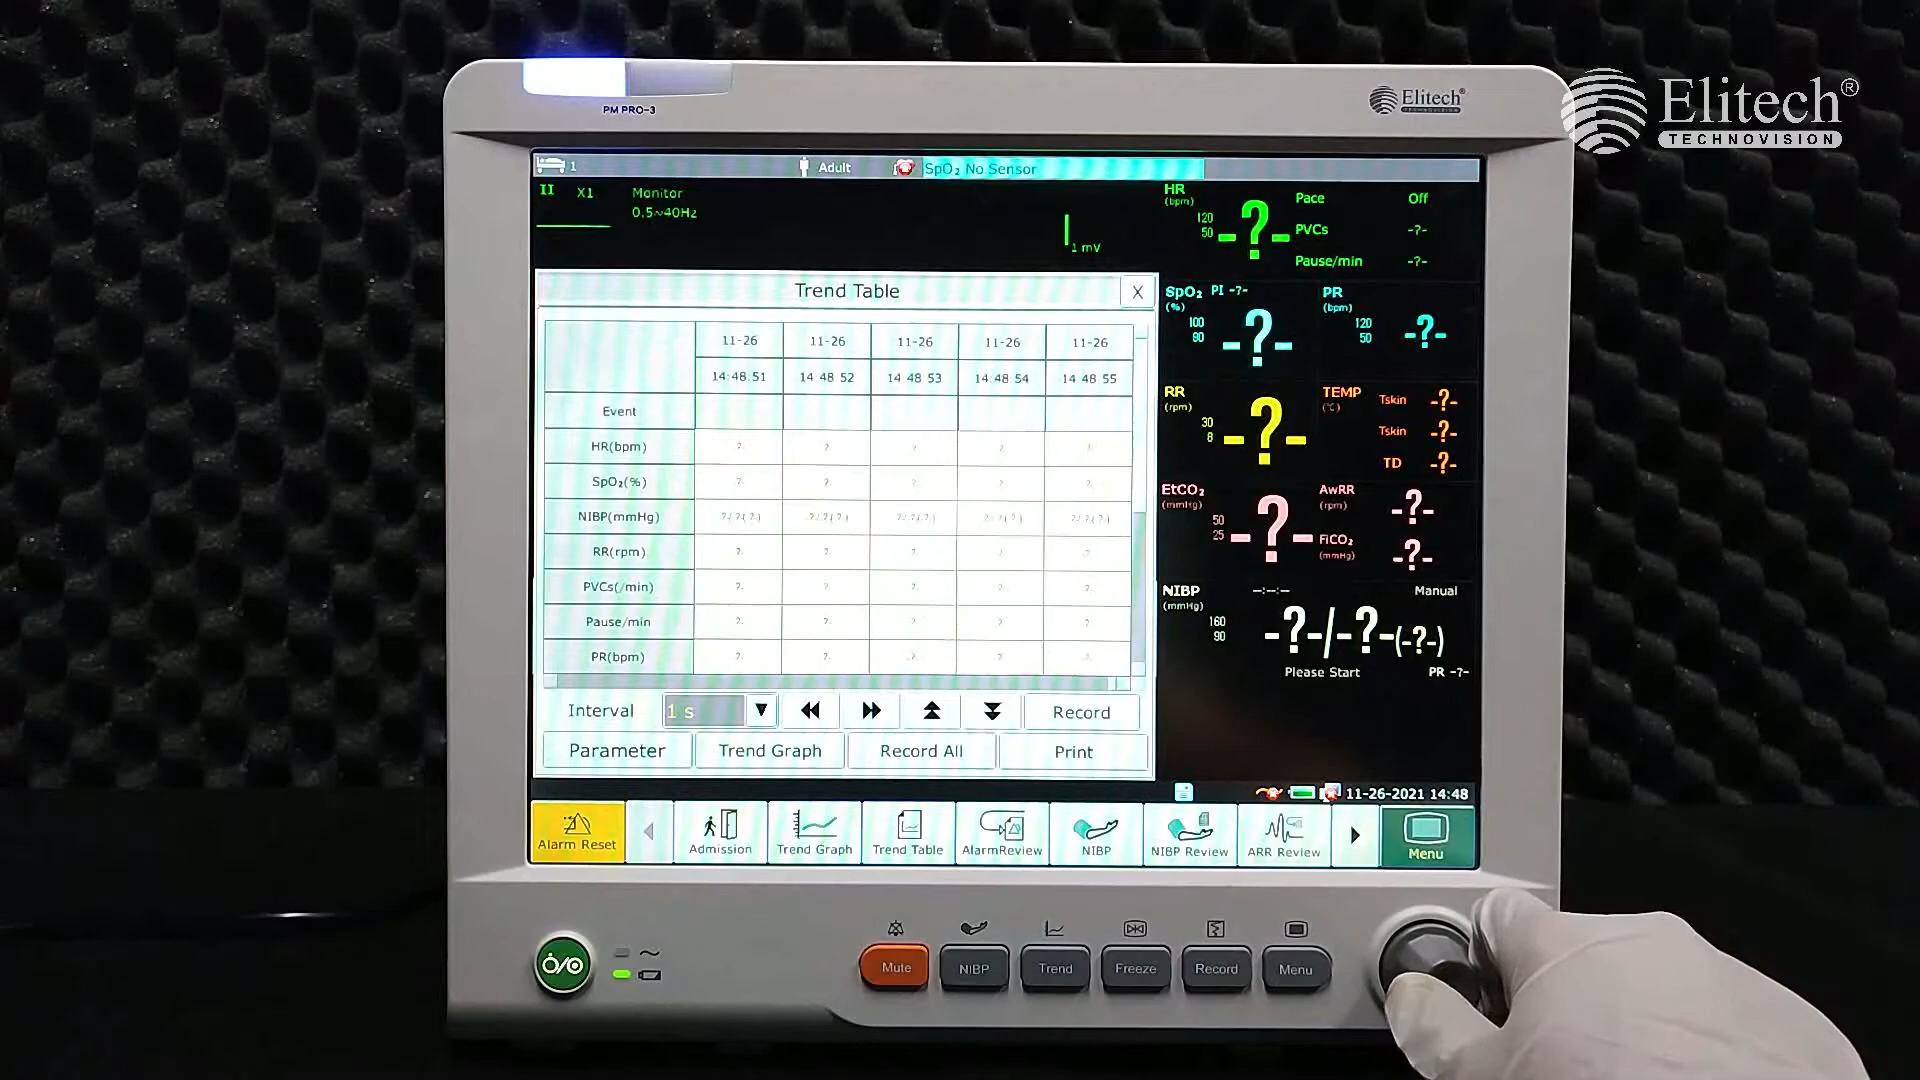 Elitech®
TECHNOVISION
PM PRO-3
Elitech®
TECHNOVISION
1
Adult
SpO₂ No Sensor
II X1 Monitor
0.5~40Hz
1 mV
HR
(bpm)
120
50
-?-
Pace Off
PVCs -?-
Pause/min -?-
SpO₂ PI -?-
(%)
100
90
-?-
PR
(bpm)
120
50
-?-
RR
(rpm)
30
8
-?-
TEMP
(°C)
Tskin -?-
Tskin -?-
TD -?-
EtCO₂
(mmHg)
50
25
-?-
AwRR
(rpm)
-?-
FiCO₂
(mmHg)
-?-
NIBP
(mmHg)
--:--:-- Manual
160
90
-?-/-?-(-?-)
Please Start PR -?-
Trend Table X
11-26 11-26 11-26 11-26 11-26
14:48:51 14:48:52 14:48:53 14:48:54 14:48:55
Event
HR(bpm)
SpO₂(%)
NIBP(mmHg)
RR(rpm)
PVCs(/min)
Pause/min
PR(bpm)
Interval 1 s Record
Parameter Trend Graph Record All Print
11-26-2021 14:48
Alarm Reset Admission Trend Graph Trend Table AlarmReview NIBP NIBP Review ARR Review Menu
Mute NIBP Trend Freeze Record Menu